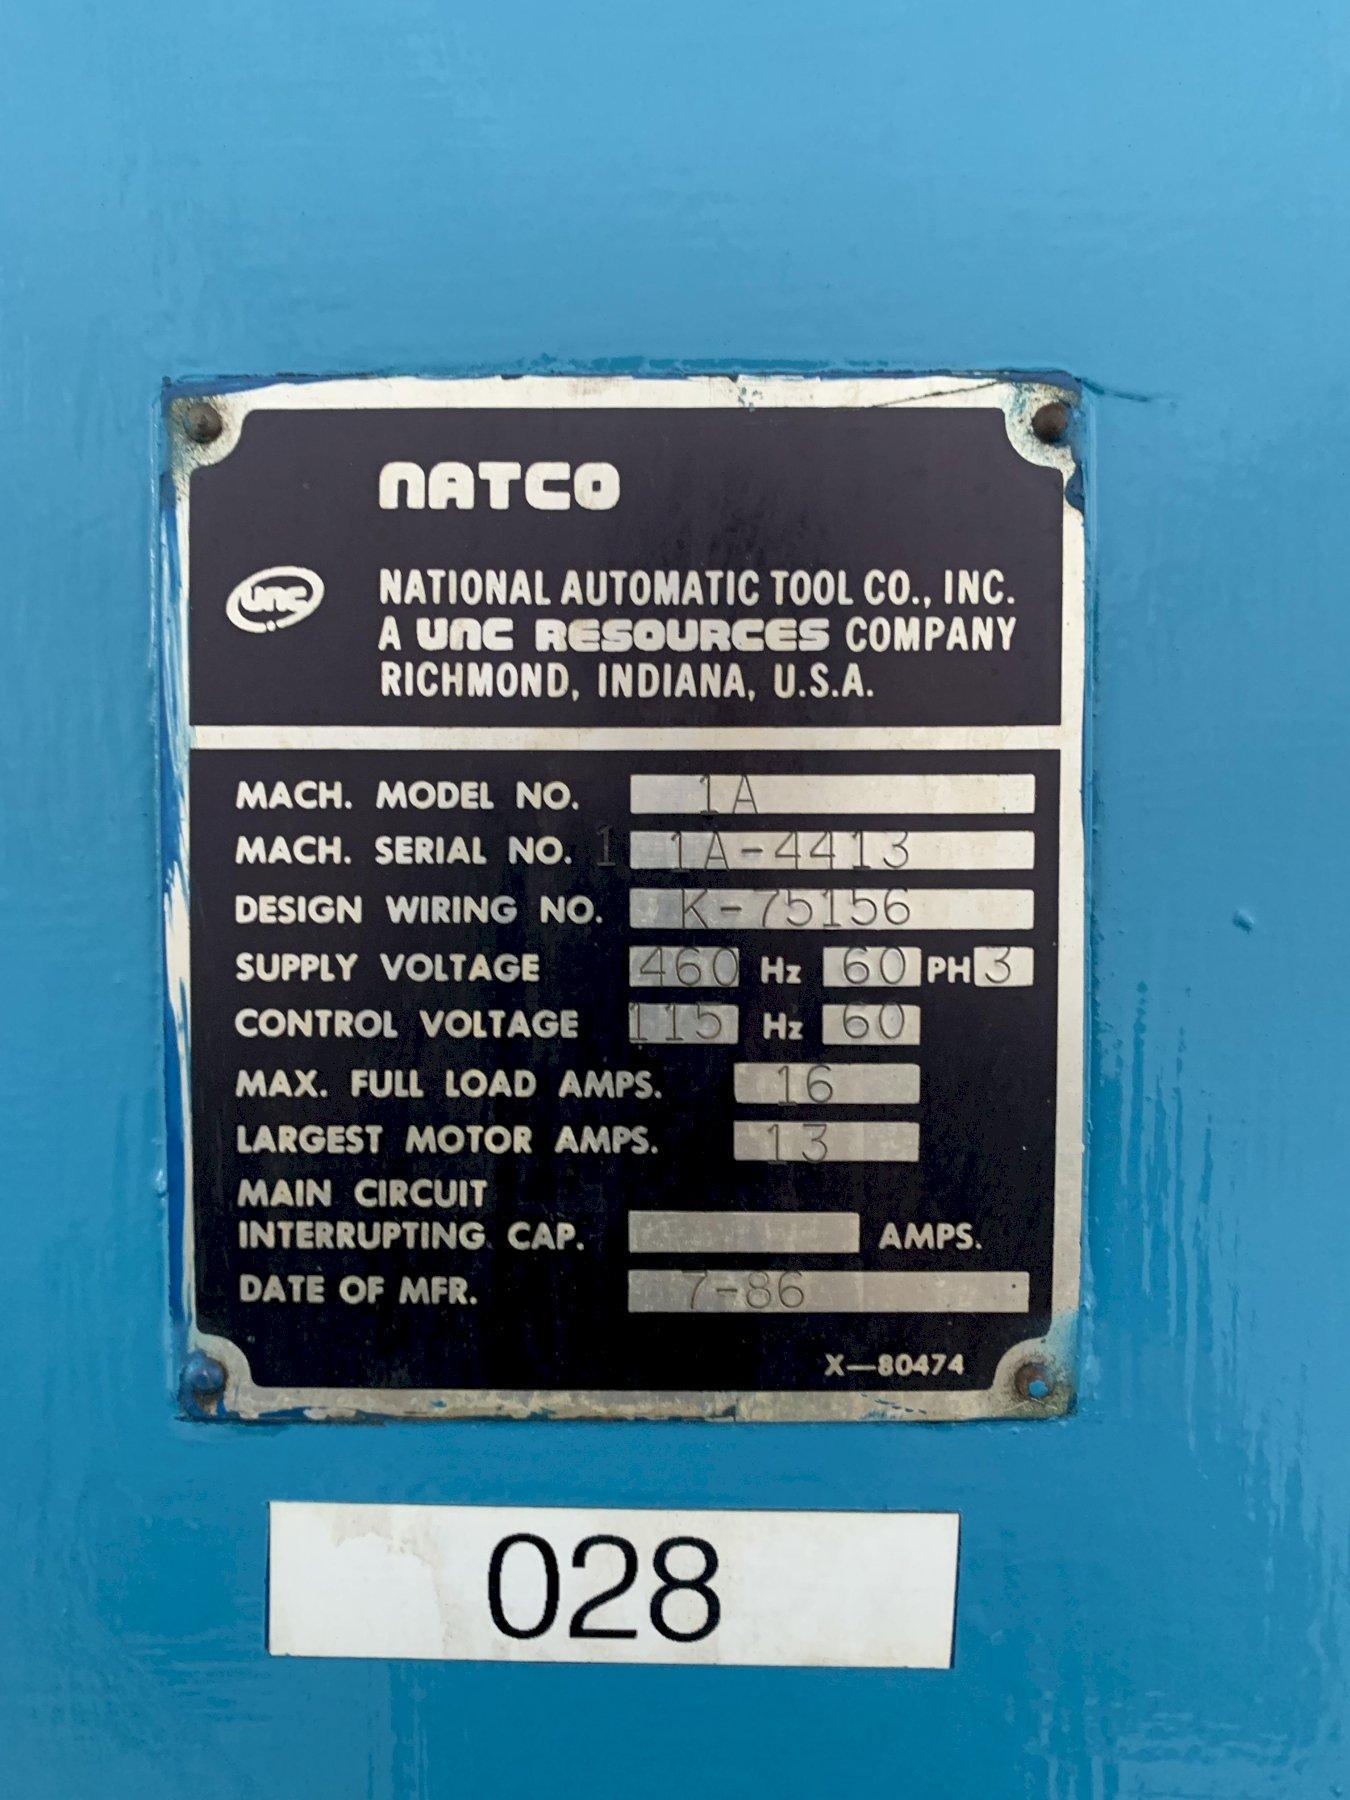 NATCO
unc NATIONAL AUTOMATIC TOOL CO., INC.
A UNC RESOURCES COMPANY
RICHMOND, INDIANA, U.S.A.
MACH. MODEL NO. 1A
MACH. SERIAL NO. 1 1A-4413
DESIGN WIRING NO. K-75156
SUPPLY VOLTAGE 460 Hz 60 PH 3
CONTROL VOLTAGE 115 Hz 60
MAX. FULL LOAD AMPS. 16
LARGEST MOTOR AMPS. 13
MAIN CIRCUIT
INTERRUPTING CAP. AMPS.
DATE OF MFR. 7-86
X-80474
028